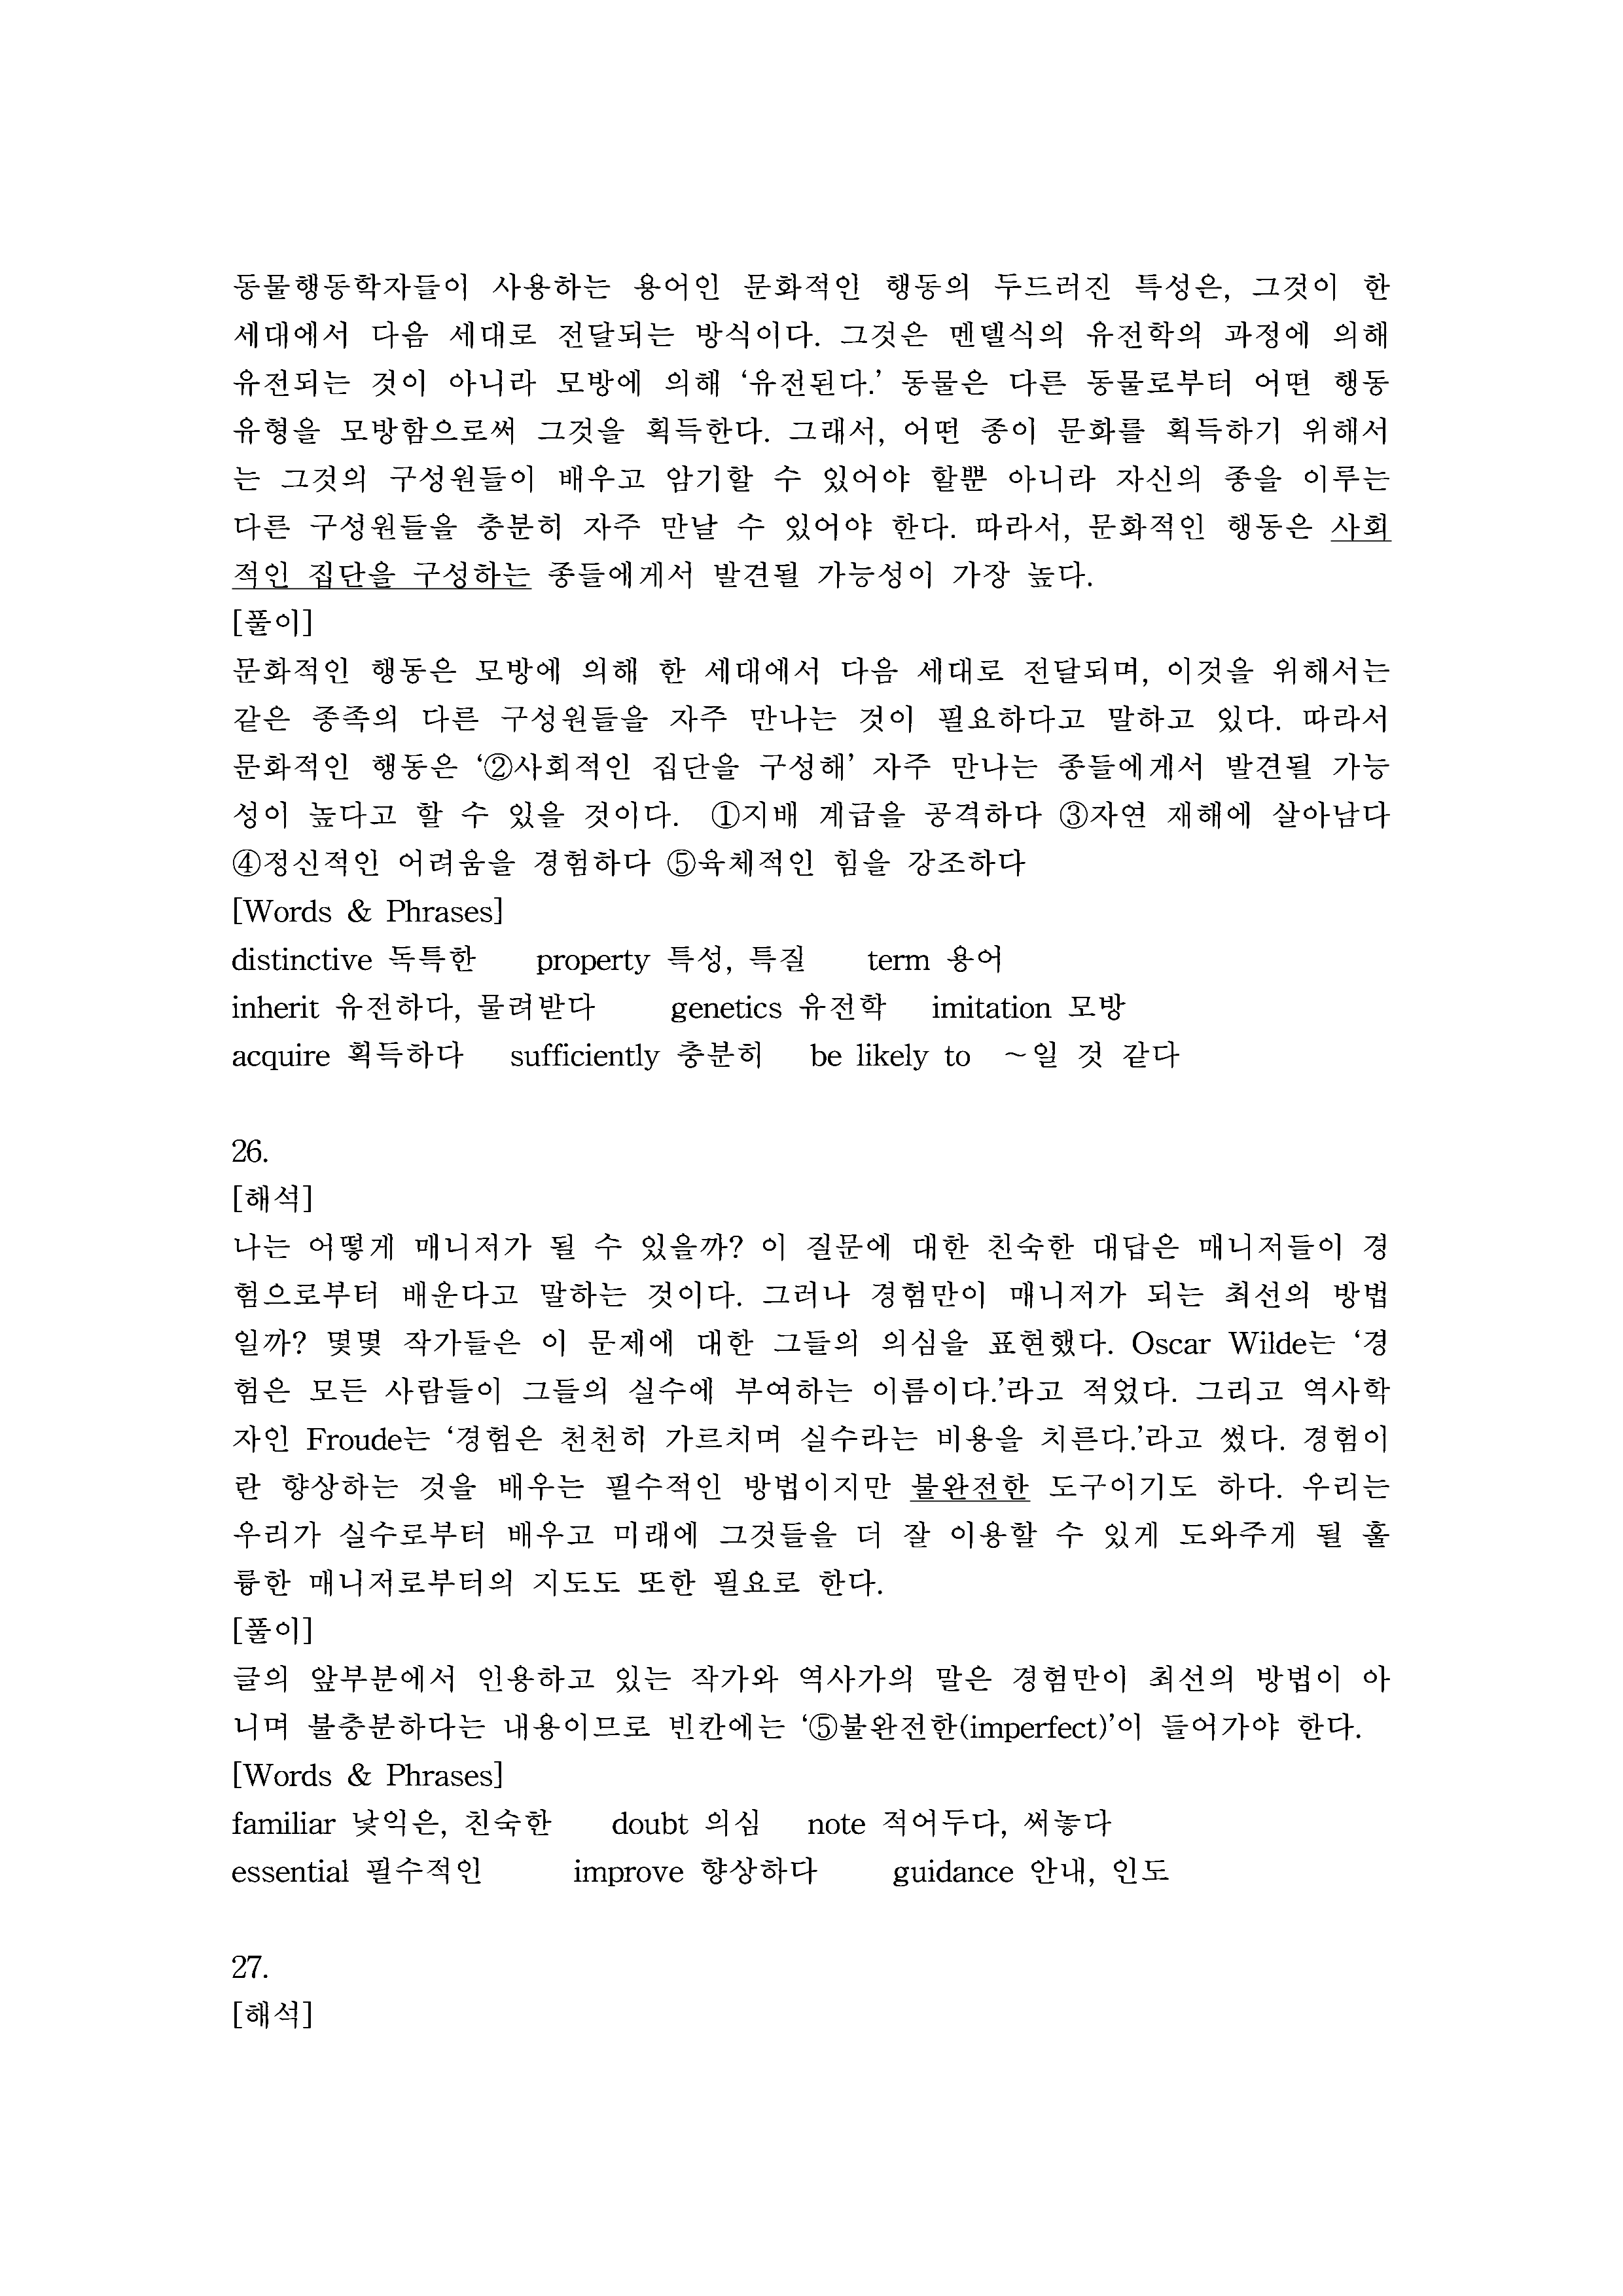 동물행동학자들이 사용하는 용어인 문화적인 행동의 두드러진 특성은, 그것이 한
세대에서 다음 세대로 전달되는 방식이다. 그것은 멘델식의 유전학의 과정에 의해
유전되는 것이 아니라 모방에 의해 ‘유전된다.’ 동물은 다른 동물로부터 어떤 행동
유형을 모방함으로써 그것을 획득한다. 그래서, 어떤 종이 문화를 획득하기 위해서
는 그것의 구성원들이 배우고 암기할 수 있어야 할뿐 아니라 자신의 종을 이루는
다른 구성원들을 충분히 자주 만날 수 있어야 한다. 따라서, 문화적인 행동은 사회
적인 집단을 구성하는 종들에게서 발견될 가능성이 가장 높다.
[풀이]
문화적인 행동은 모방에 의해 한 세대에서 다음 세대로 전달되며, 이것을 위해서는
같은 종족의 다른 구성원들을 자주 만나는 것이 필요하다고 말하고 있다. 따라서
문화적인 행동은 ‘②사회적인 집단을 구성해’ 자주 만나는 종들에게서 발견될 가능
성이 높다고 할 수 있을 것이다. ①지배 계급을 공격하다 ③자연 재해에 살아남다
④정신적인 어려움을 경험하다 ⑤육체적인 힘을 강조하다
[Words & Phrases]
distinctive 독특한 property 특성, 특질 term 용어
inherit 유전하다, 물려받다 genetics 유전학 imitation 모방
acquire 획득하다 sufficiently 충분히 be likely to ～일 것 같다
26.
[해석]
나는 어떻게 매니저가 될 수 있을까? 이 질문에 대한 친숙한 대답은 매니저들이 경
험으로부터 배운다고 말하는 것이다. 그러나 경험만이 매니저가 되는 최선의 방법
일까? 몇몇 작가들은 이 문제에 대한 그들의 의심을 표현했다. Oscar Wilde는 ‘경
험은 모든 사람들이 그들의 실수에 부여하는 이름이다.’라고 적었다. 그리고 역사학
자인 Froude는 ‘경험은 천천히 가르치며 실수라는 비용을 치른다.’라고 썼다. 경험이
란 향상하는 것을 배우는 필수적인 방법이지만 불완전한 도구이기도 하다. 우리는
우리가 실수로부터 배우고 미래에 그것들을 더 잘 이용할 수 있게 도와주게 될 훌
륭한 매니저로부터의 지도도 또한 필요로 한다.
[풀이]
글의 앞부분에서 인용하고 있는 작가와 역사가의 말은 경험만이 최선의 방법이 아
니며 불충분하다는 내용이므로 빈칸에는 ‘⑤불완전한(imperfect)’이 들어가야 한다.
[Words & Phrases]
familiar 낯익은, 친숙한 doubt 의심 note 적어두다, 써놓다
essential 필수적인 improve 향상하다 guidance 안내, 인도
27.
[해석]